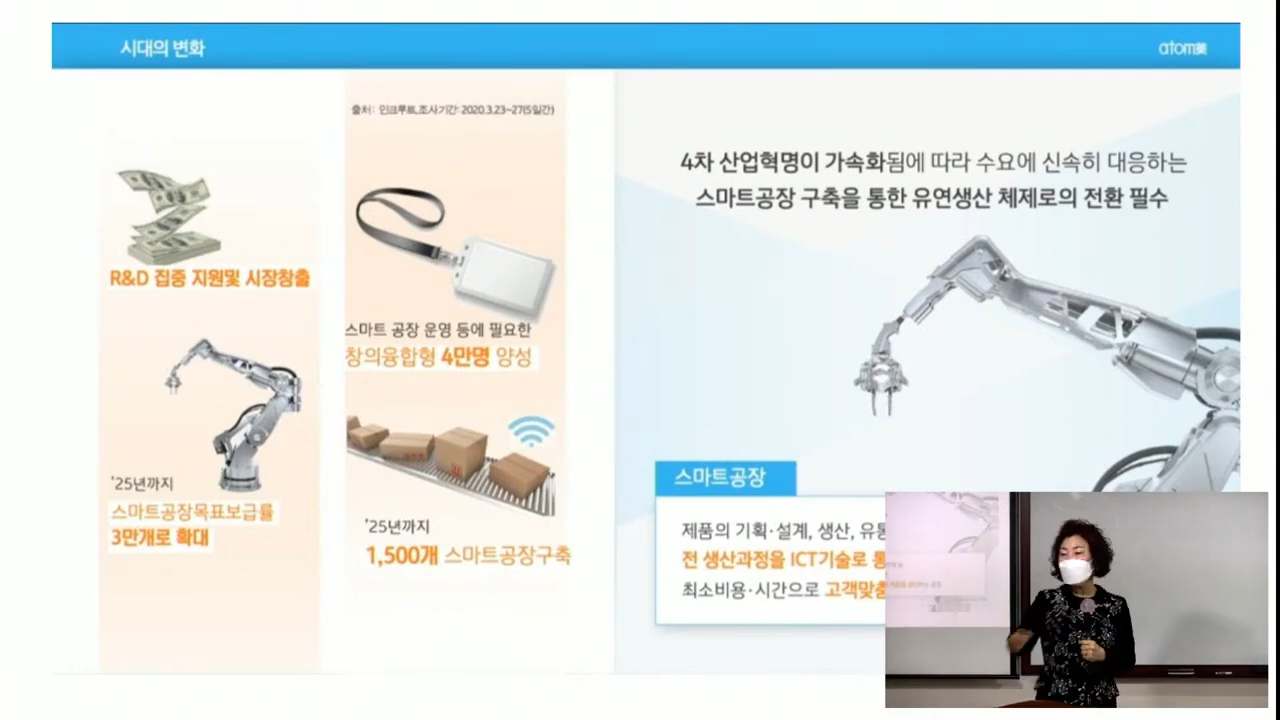 시대의 변화
atom美
출처: 인크루트,조사기간: 2020.3.23~27(5일간)
R&D 집중 지원및 시장창출
스마트 공장 운영 등에 필요한
창의융합형 4만명 양성
'25년까지
스마트공장목표보급률
3만개로 확대
'25년까지
1,500개 스마트공장구축
4차 산업혁명이 가속화됨에 따라 수요에 신속히 대응하는
스마트공장 구축을 통한 유연생산 체제로의 전환 필수
스마트공장
제품의 기획·설계, 생산, 유통
전 생산과정을 ICT기술로 통
최소비용·시간으로 고객맞춤